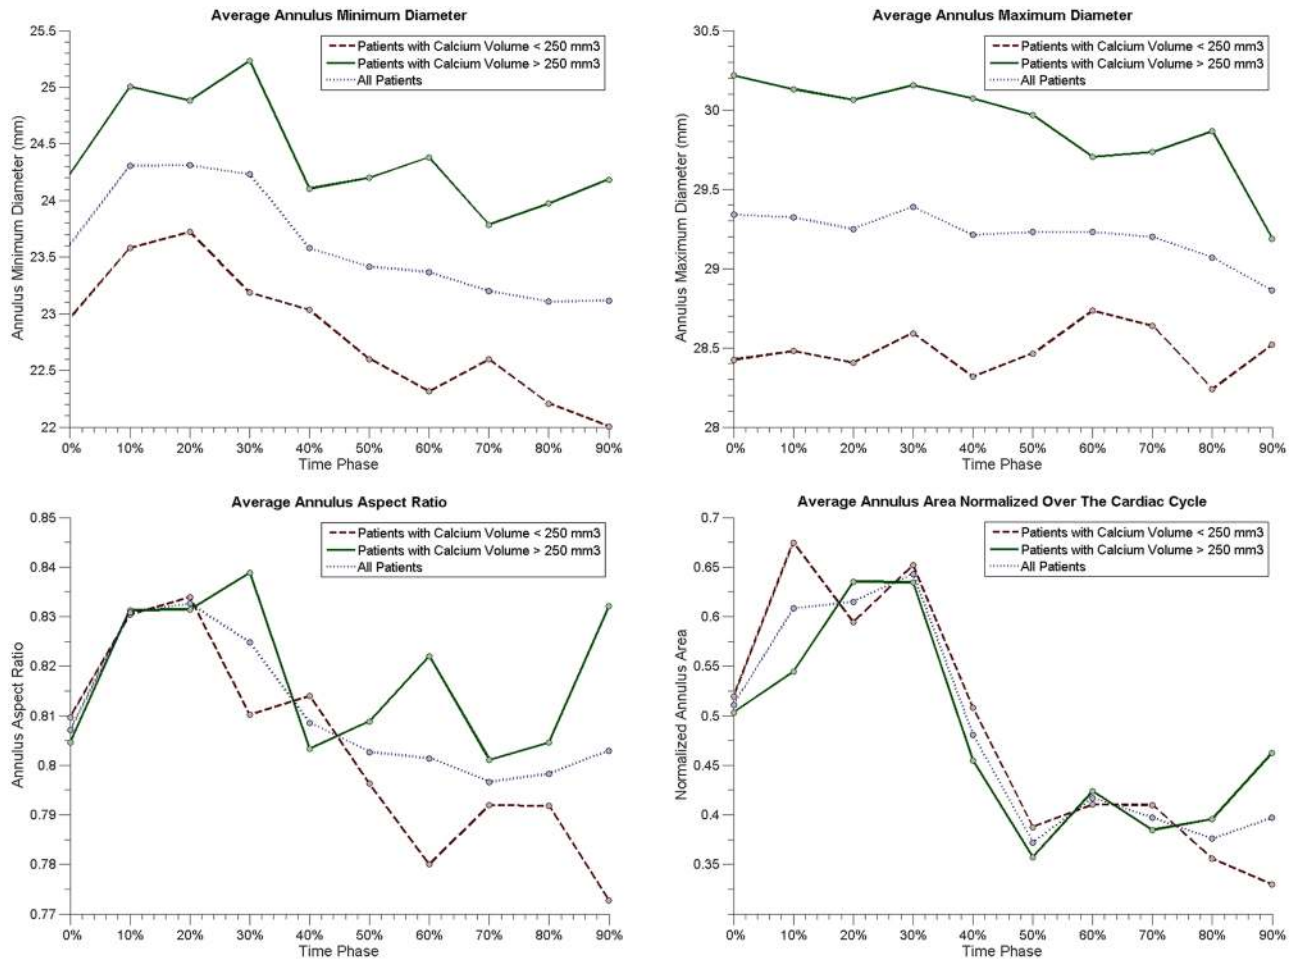 Average Annulus Minimum Diameter
25.5
25
24.5
24
23.5
23
22.5
22
Annulus Minimum Diameter (mm)
Patients with Calcium Volume < 250 mm3
Patients with Calcium Volume > 250 mm3
All Patients
0% 10% 20% 30% 40% 50% 60% 70% 80% 90%
Time Phase
Average Annulus Maximum Diameter
30.5
30
29.5
29
28.5
28
Annulus Maximum Diameter (mm)
Patients with Calcium Volume < 250 mm3
Patients with Calcium Volume > 250 mm3
All Patients
0% 10% 20% 30% 40% 50% 60% 70% 80% 90%
Time Phase
Average Annulus Aspect Ratio
0.85
0.84
0.83
0.82
0.81
0.8
0.79
0.78
0.77
Annulus Aspect Ratio
Patients with Calcium Volume < 250 mm3
Patients with Calcium Volume > 250 mm3
All Patients
0% 10% 20% 30% 40% 50% 60% 70% 80% 90%
Time Phase
Average Annulus Area Normalized Over The Cardiac Cycle
0.7
0.65
0.6
0.55
0.5
0.45
0.4
0.35
Normalized Annulus Area
Patients with Calcium Volume < 250 mm3
Patients with Calcium Volume > 250 mm3
All Patients
0% 10% 20% 30% 40% 50% 60% 70% 80% 90%
Time Phase